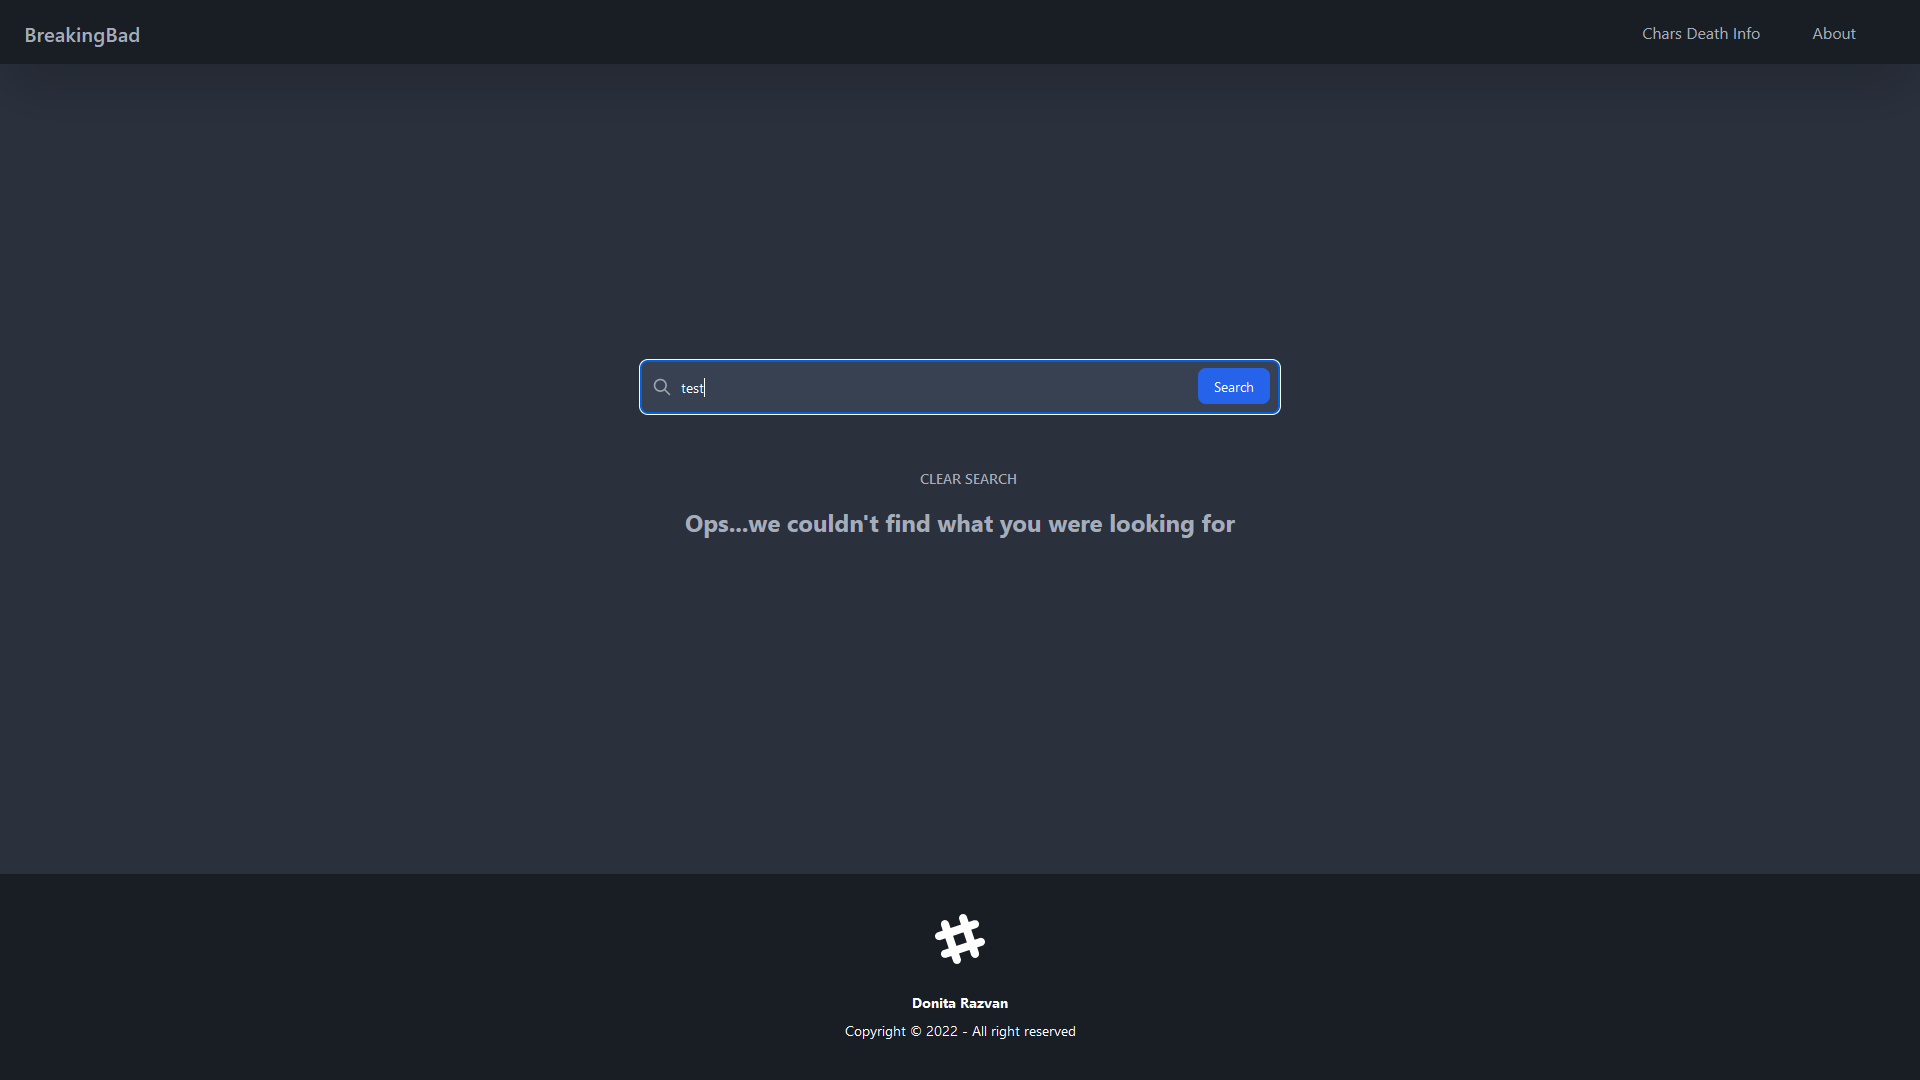 BreakingBad
Chars Death Info
About
test
Search
CLEAR SEARCH
Ops...we couldn't find what you were looking for
Donita Razvan
Copyright © 2022 - All right reserved